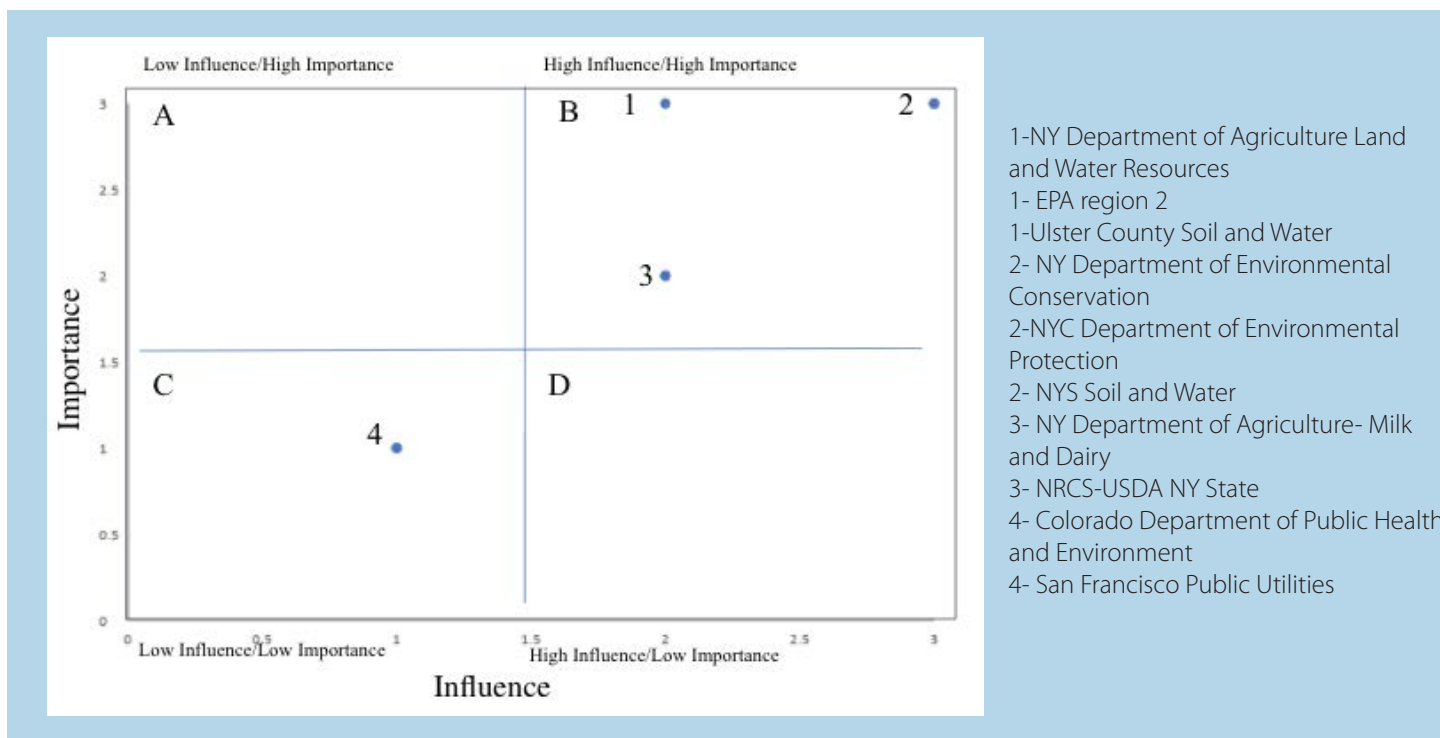 Low Influence/High Importance
High Influence/High Importance
3
A
B
1
2
2.5
2
3
Importance
1.5
C
D
4
1
0.5
0
0
0.5
1
1.5
2
2.5
3
Low Influence/Low Importance
High Influence/Low Importance
Influence
1-NY Department of Agriculture Land
and Water Resources
1- EPA region 2
1-Ulster County Soil and Water
2- NY Department of Environmental
Conservation
2-NYC Department of Environmental
Protection
2- NYS Soil and Water
3- NY Department of Agriculture- Milk
and Dairy
3- NRCS-USDA NY State
4- Colorado Department of Public Health
and Environment
4- San Francisco Public Utilities